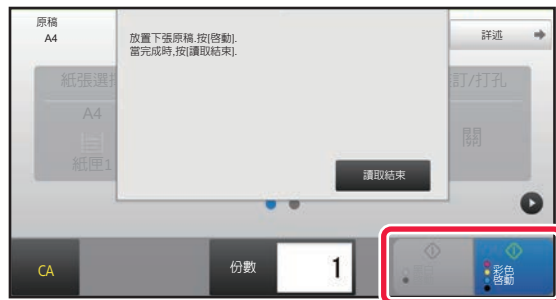 原稿
A4
放置下張原稿.按[啓動].
當完成時,按[讀取結束].
詳述
紙張選
訂/打孔
A4
關
紙匣1
讀取結束
CA
份數
1
彩色
啓動